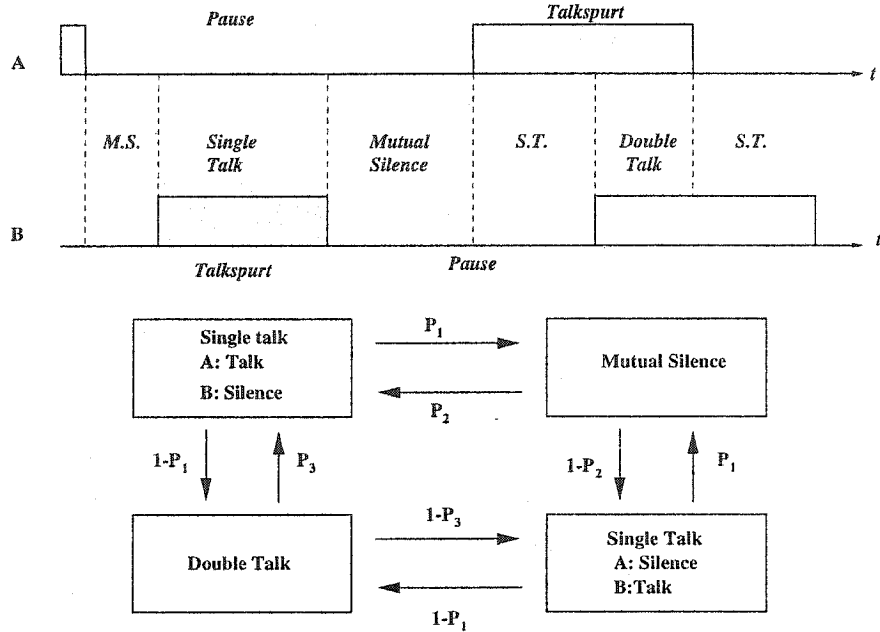 Pause
Talkspurt
A
t
M.S.
Single
Talk
Mutual
Silence
S.T.
Double
Talk
S.T.
B
t
Talkspurt
Pause
Single talk
A: Talk
B: Silence
P1
P2
Mutual Silence
1-P1
P3
1-P2
P1
Double Talk
1-P3
1-P1
Single Talk
A: Silence
B:Talk